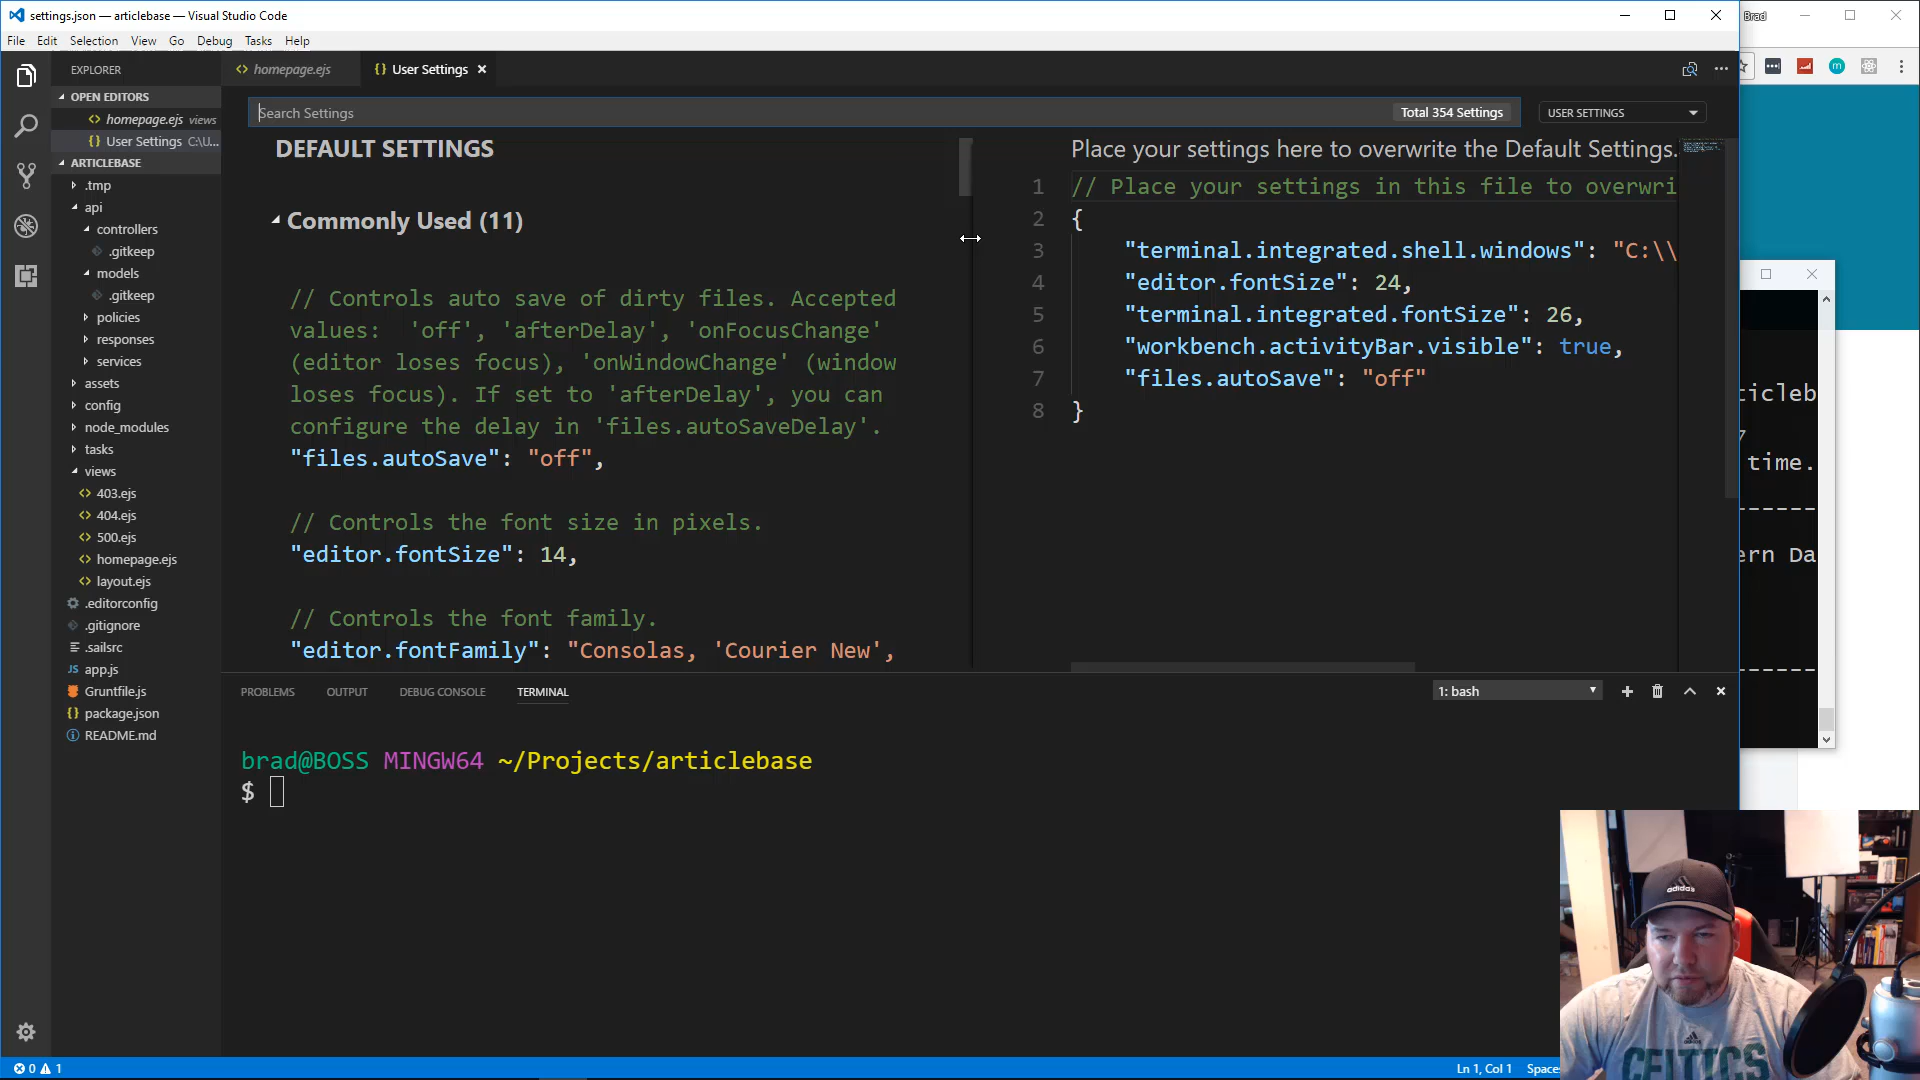 settings.json — articlebase — Visual Studio Code
Brad
File Edit Selection View Go Debug Tasks Help
EXPLORER
OPEN EDITORS
homepage.ejs views
User Settings C:\U...
ARTICLEBASE
.tmp
api
controllers
.gitkeep
models
.gitkeep
policies
responses
services
assets
config
node_modules
tasks
views
403.ejs
404.ejs
500.ejs
homepage.ejs
layout.ejs
.editorconfig
.gitignore
.sailsrc
app.js
Gruntfile.js
package.json
README.md
homepage.ejs
User Settings
Search Settings
Total 354 Settings
USER SETTINGS
DEFAULT SETTINGS
Commonly Used (11)
// Controls auto save of dirty files. Accepted
values:  'off', 'afterDelay', 'onFocusChange'
(editor loses focus), 'onWindowChange' (window
loses focus). If set to 'afterDelay', you can
configure the delay in 'files.autoSaveDelay'.
"files.autoSave": "off",
// Controls the font size in pixels.
"editor.fontSize": 14,
// Controls the font family.
"editor.fontFamily": "Consolas, 'Courier New',
Place your settings here to overwrite the Default Settings.
1 // Place your settings in this file to overwri
2 {
3 "terminal.integrated.shell.windows": "C:\\
4 "editor.fontSize": 24,
5 "terminal.integrated.fontSize": 26,
6 "workbench.activityBar.visible": true,
7 "files.autoSave": "off"
8 }
PROBLEMS OUTPUT DEBUG CONSOLE TERMINAL
1: bash
brad@BOSS MINGW64 ~/Projects/articlebase
$
ticleb
time.
-------
ern Da
-------
adidas
CELTICS
0 1
Ln 1, Col 1 Space